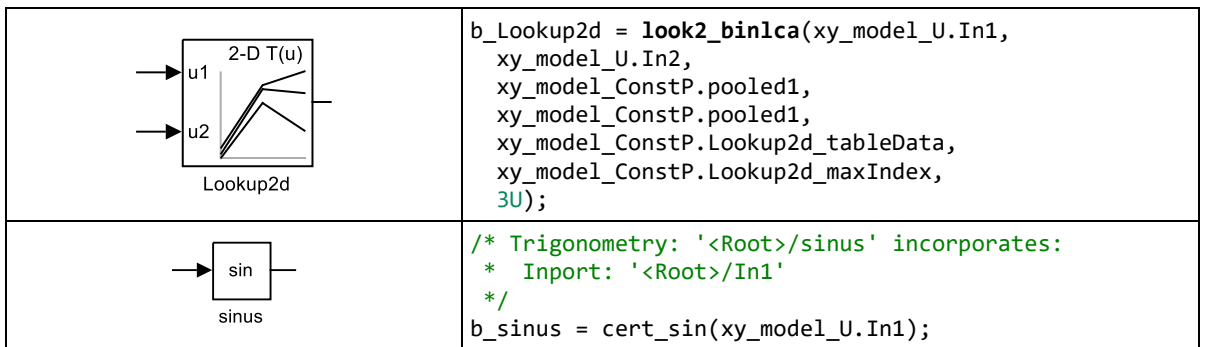 2-D T(u)
u1
u2
Lookup2d
b_Lookup2d = look2_binlca(xy_model_U.In1,
xy_model_U.In2,
xy_model_ConstP.pooled1,
xy_model_ConstP.pooled1,
xy_model_ConstP.Lookup2d_tableData,
xy_model_ConstP.Lookup2d_maxIndex,
3U);
sin
sinus
/* Trigonometry: '<Root>/sinus' incorporates:
*  Inport: '<Root>/In1'
*/
b_sinus = cert_sin(xy_model_U.In1);